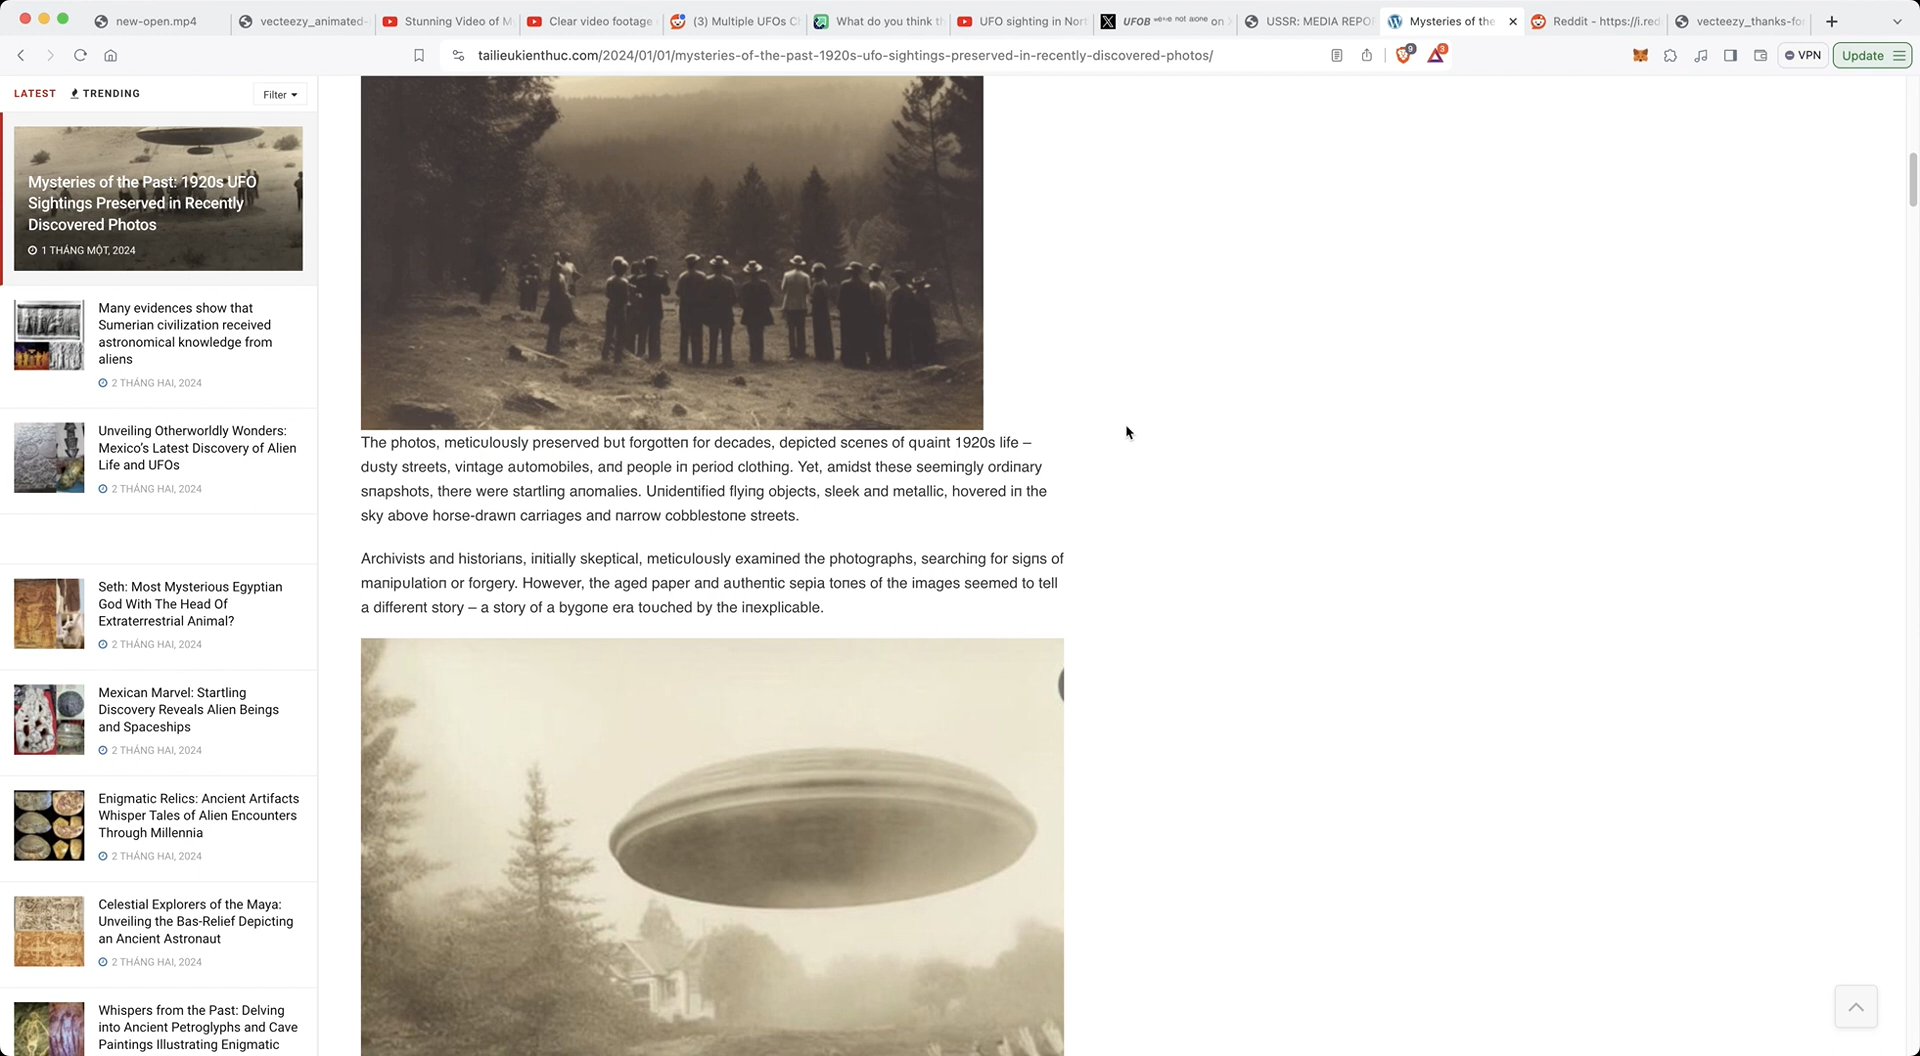 new-open.mp4
vecteezy_animated-
Stunning Video of M
Clear video footage
(3) Multiple UFOs C
What do you think t
UFO sighting in Nort
UFOB ʷᵉ'ʳᵉ ⁿᵒᵗ ᵃˡᵒⁿᵉ on X
USSR: MEDIA REPO
Mysteries of the
Reddit - https://i.red
vecteezy_thanks-fo
tailieukienthuc.com/2024/01/01/mysteries-of-the-past-1920s-ufo-sightings-preserved-in-recently-discovered-photos/
9
3
VPN
Update
LATEST
TRENDING
Filter
Mysteries of the Past: 1920s UFO
Sightings Preserved in Recently
Discovered Photos
1 THÁNG MỘT, 2024
Many evidences show that
Sumerian civilization received
astronomical knowledge from
aliens
2 THÁNG HAI, 2024
Unveiling Otherworldly Wonders:
Mexico's Latest Discovery of Alien
Life and UFOs
2 THÁNG HAI, 2024
Seth: Most Mysterious Egyptian
God With The Head Of
Extraterrestrial Animal?
2 THÁNG HAI, 2024
Mexican Marvel: Startling
Discovery Reveals Alien Beings
and Spaceships
2 THÁNG HAI, 2024
Enigmatic Relics: Ancient Artifacts
Whisper Tales of Alien Encounters
Through Millennia
2 THÁNG HAI, 2024
Celestial Explorers of the Maya:
Unveiling the Bas-Relief Depicting
an Ancient Astronaut
2 THÁNG HAI, 2024
Whispers from the Past: Delving
into Ancient Petroglyphs and Cave
Paintings Illustrating Enigmatic
The photos, meticulously preserved but forgotten for decades, depicted scenes of quaint 1920s life –
dusty streets, vintage automobiles, and people in period clothing. Yet, amidst these seemingly ordinary
snapshots, there were startling anomalies. Unidentified flying objects, sleek and metallic, hovered in the
sky above horse-drawn carriages and narrow cobblestone streets.
Archivists and historians, initially skeptical, meticulously examined the photographs, searching for signs of
manipulation or forgery. However, the aged paper and authentic sepia tones of the images seemed to tell
a different story – a story of a bygone era touched by the inexplicable.